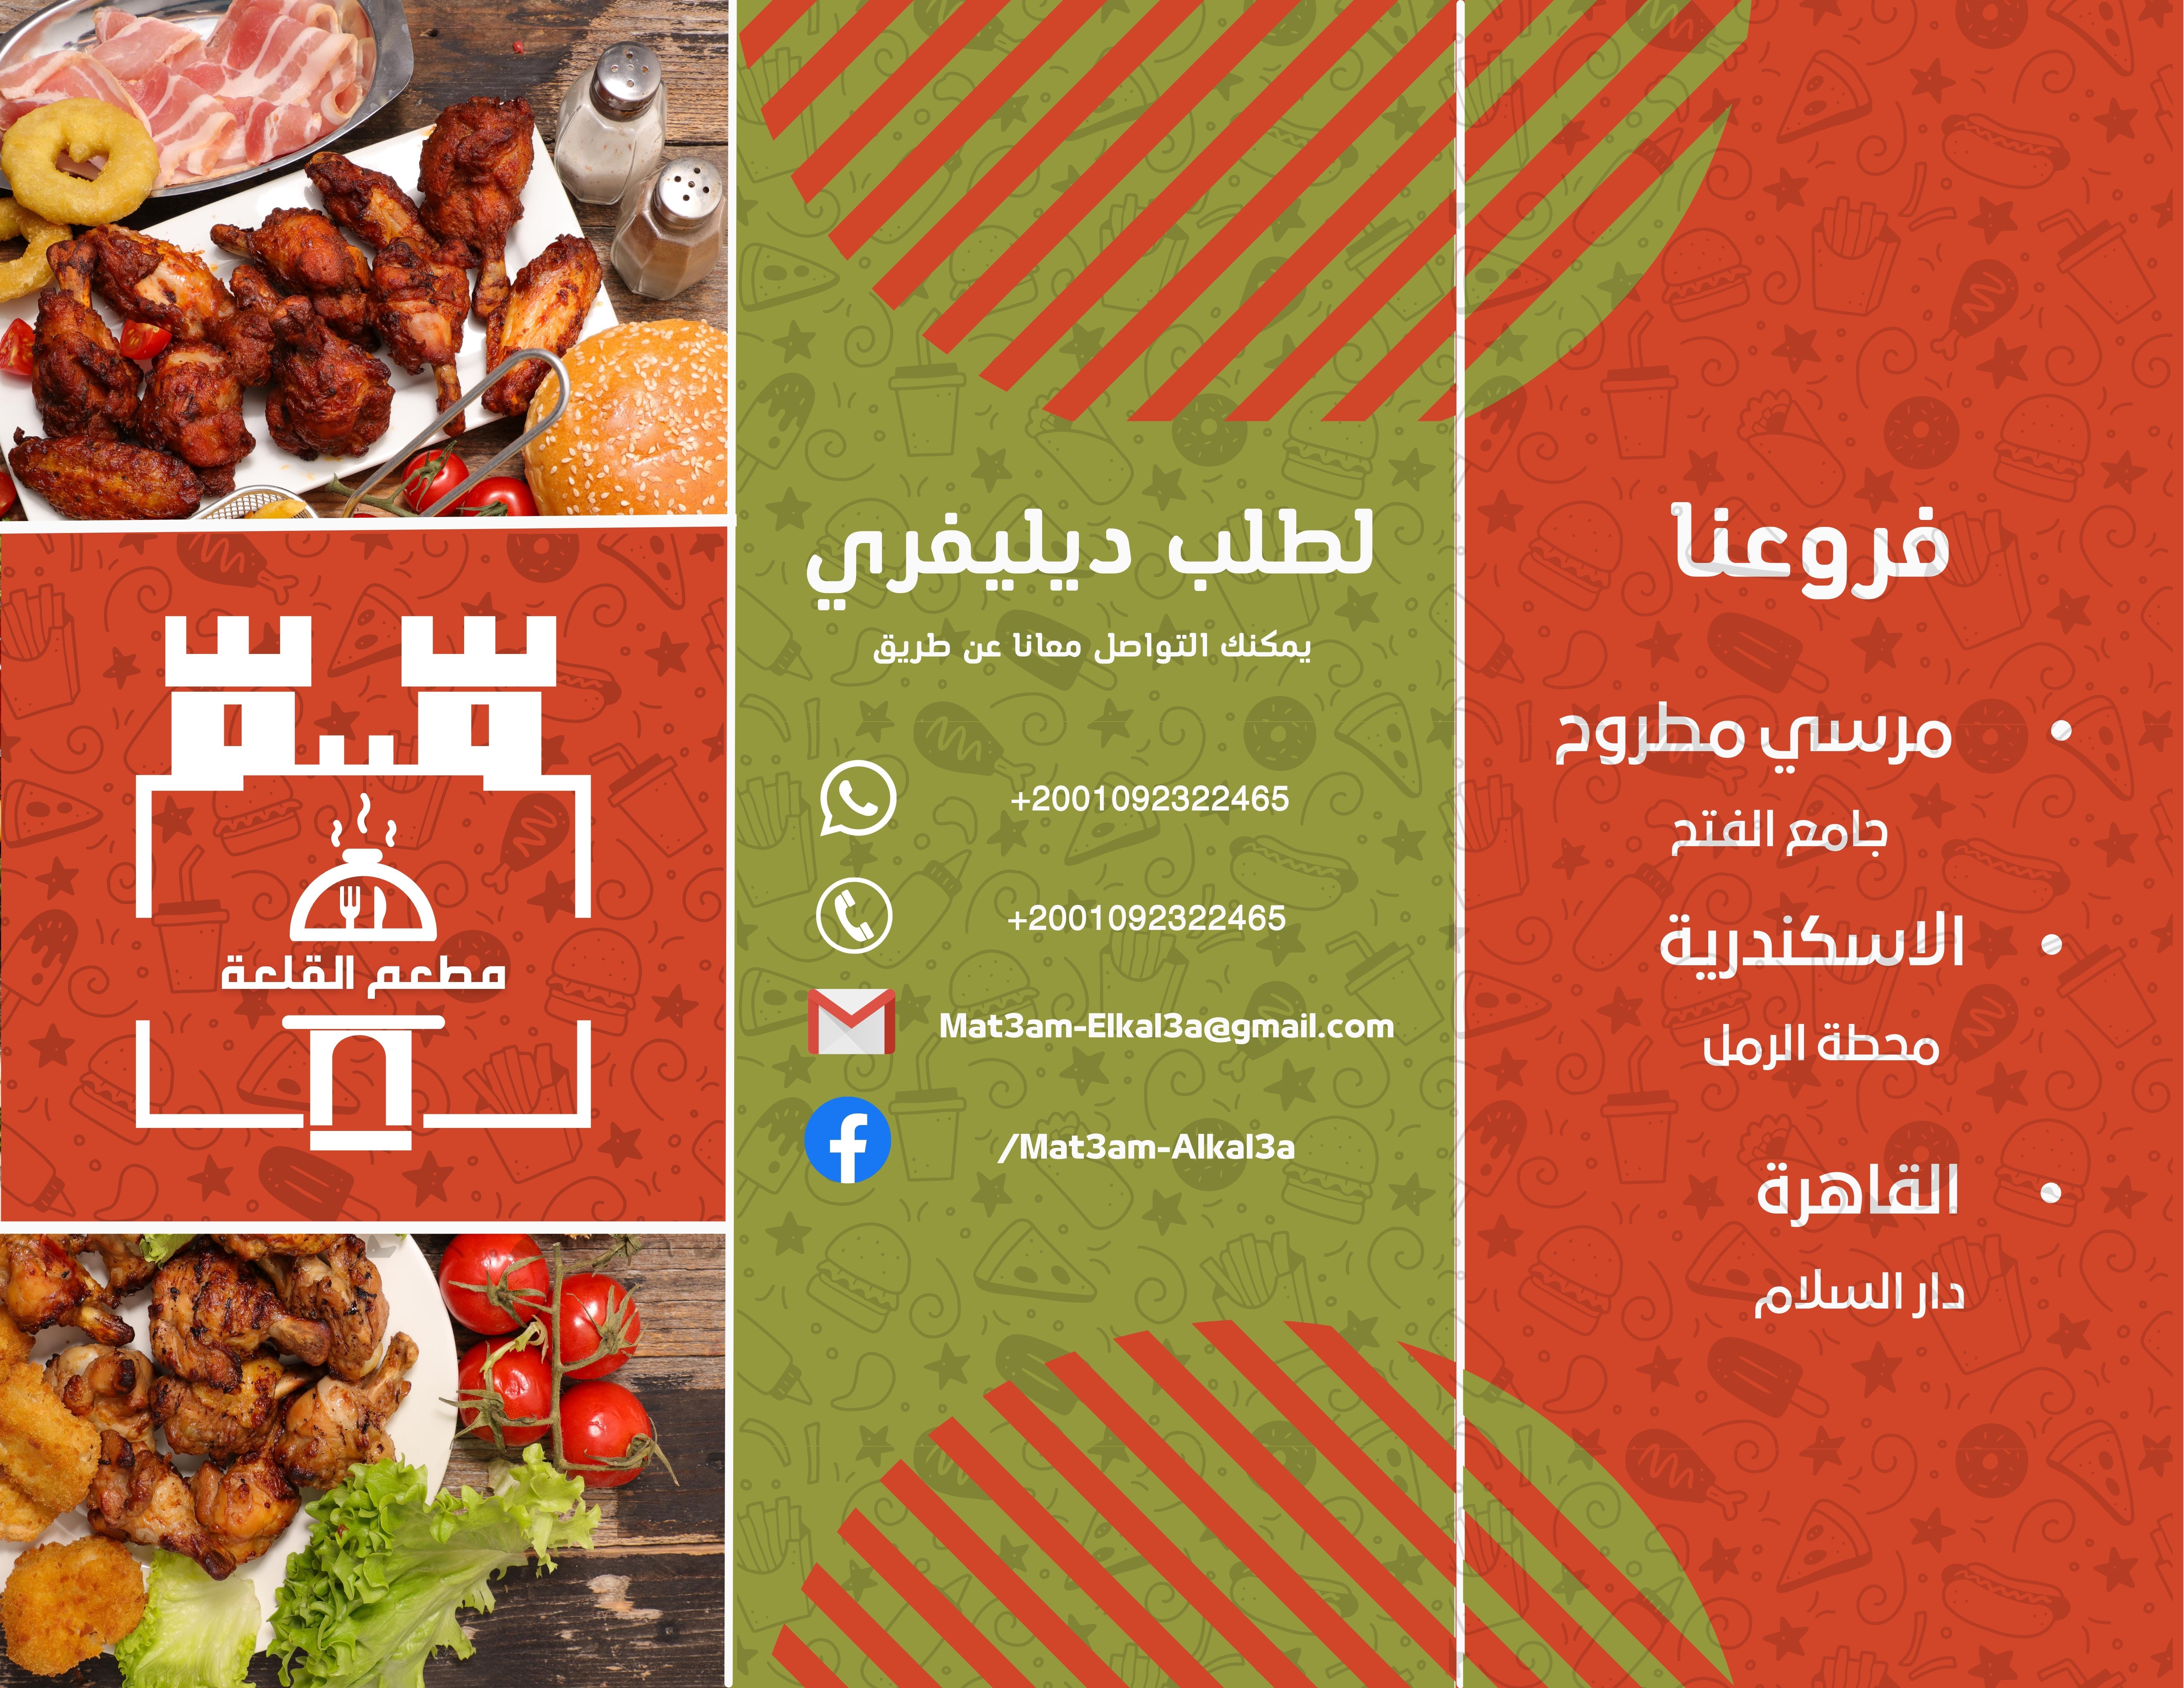 فروعنا
مرسي مطروح
جامع الفتح
الاسكندرية
محطة الرمل
القاهرة
دار السلام
لطلب ديليفري
يمكنك التواصل معانا عن طريق
+2001092322465
+2001092322465
Mat3am-Elkal3a@gmail.com
/Mat3am-Alkal3a
مطعم القلعة